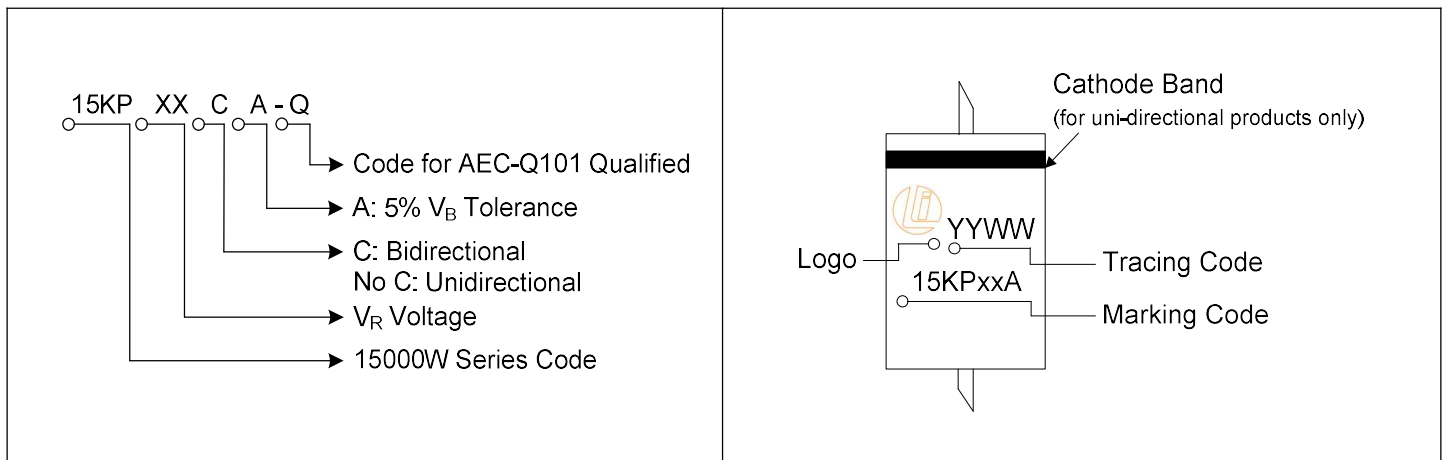 15KP XX C A - Q
Code for AEC-Q101 Qualified
A: 5% VB Tolerance
C: Bidirectional
No C: Unidirectional
VR Voltage
15000W Series Code
Cathode Band
(for uni-directional products only)
YYWW
Logo
Tracing Code
15KPxxA
Marking Code